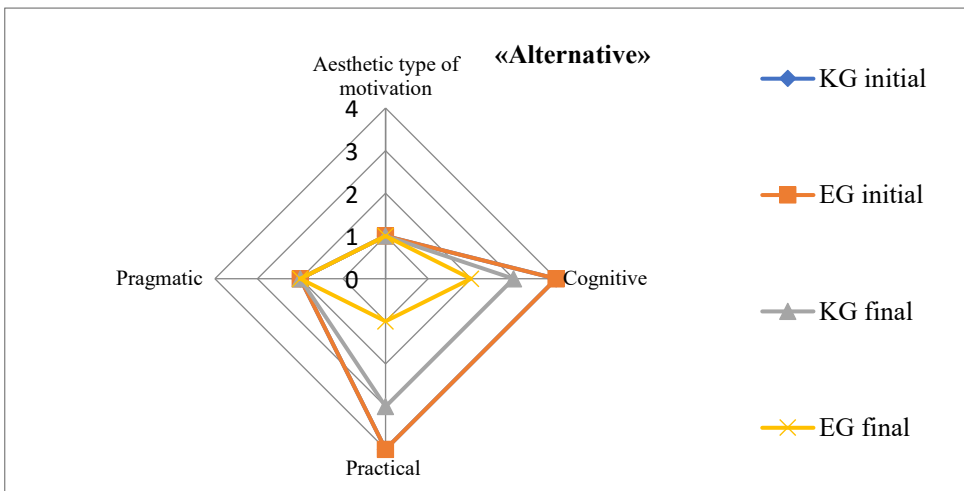 «Alternative»
Aesthetic type of
motivation
4
3
2
1
0
Pragmatic
Cognitive
Practical
KG initial
EG initial
KG final
EG final